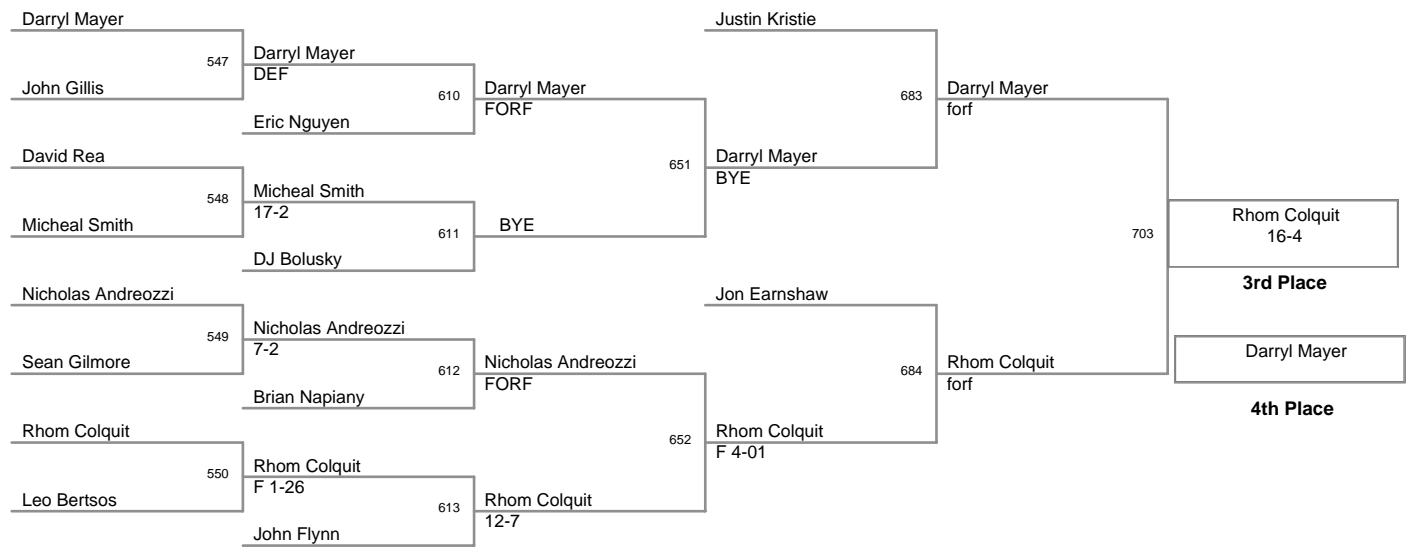 Darryl Mayer
Justin Kristie
547
Darryl Mayer
DEF
John Gillis
610
Darryl Mayer
FORF
683
Darryl Mayer
forf
Eric Nguyen
David Rea
651
Darryl Mayer
BYE
548
Micheal Smith
17-2
Micheal Smith
611
BYE
703
Rhom Colquit
16-4
DJ Bolusky
3rd Place
Nicholas Andreozzi
Jon Earnshaw
549
Nicholas Andreozzi
7-2
Darryl Mayer
Sean Gilmore
612
Nicholas Andreozzi
FORF
684
Rhom Colquit
forf
Brian Napiany
4th Place
Rhom Colquit
652
Rhom Colquit
F 4-01
550
Rhom Colquit
F 1-26
Leo Bertsos
613
Rhom Colquit
12-7
John Flynn